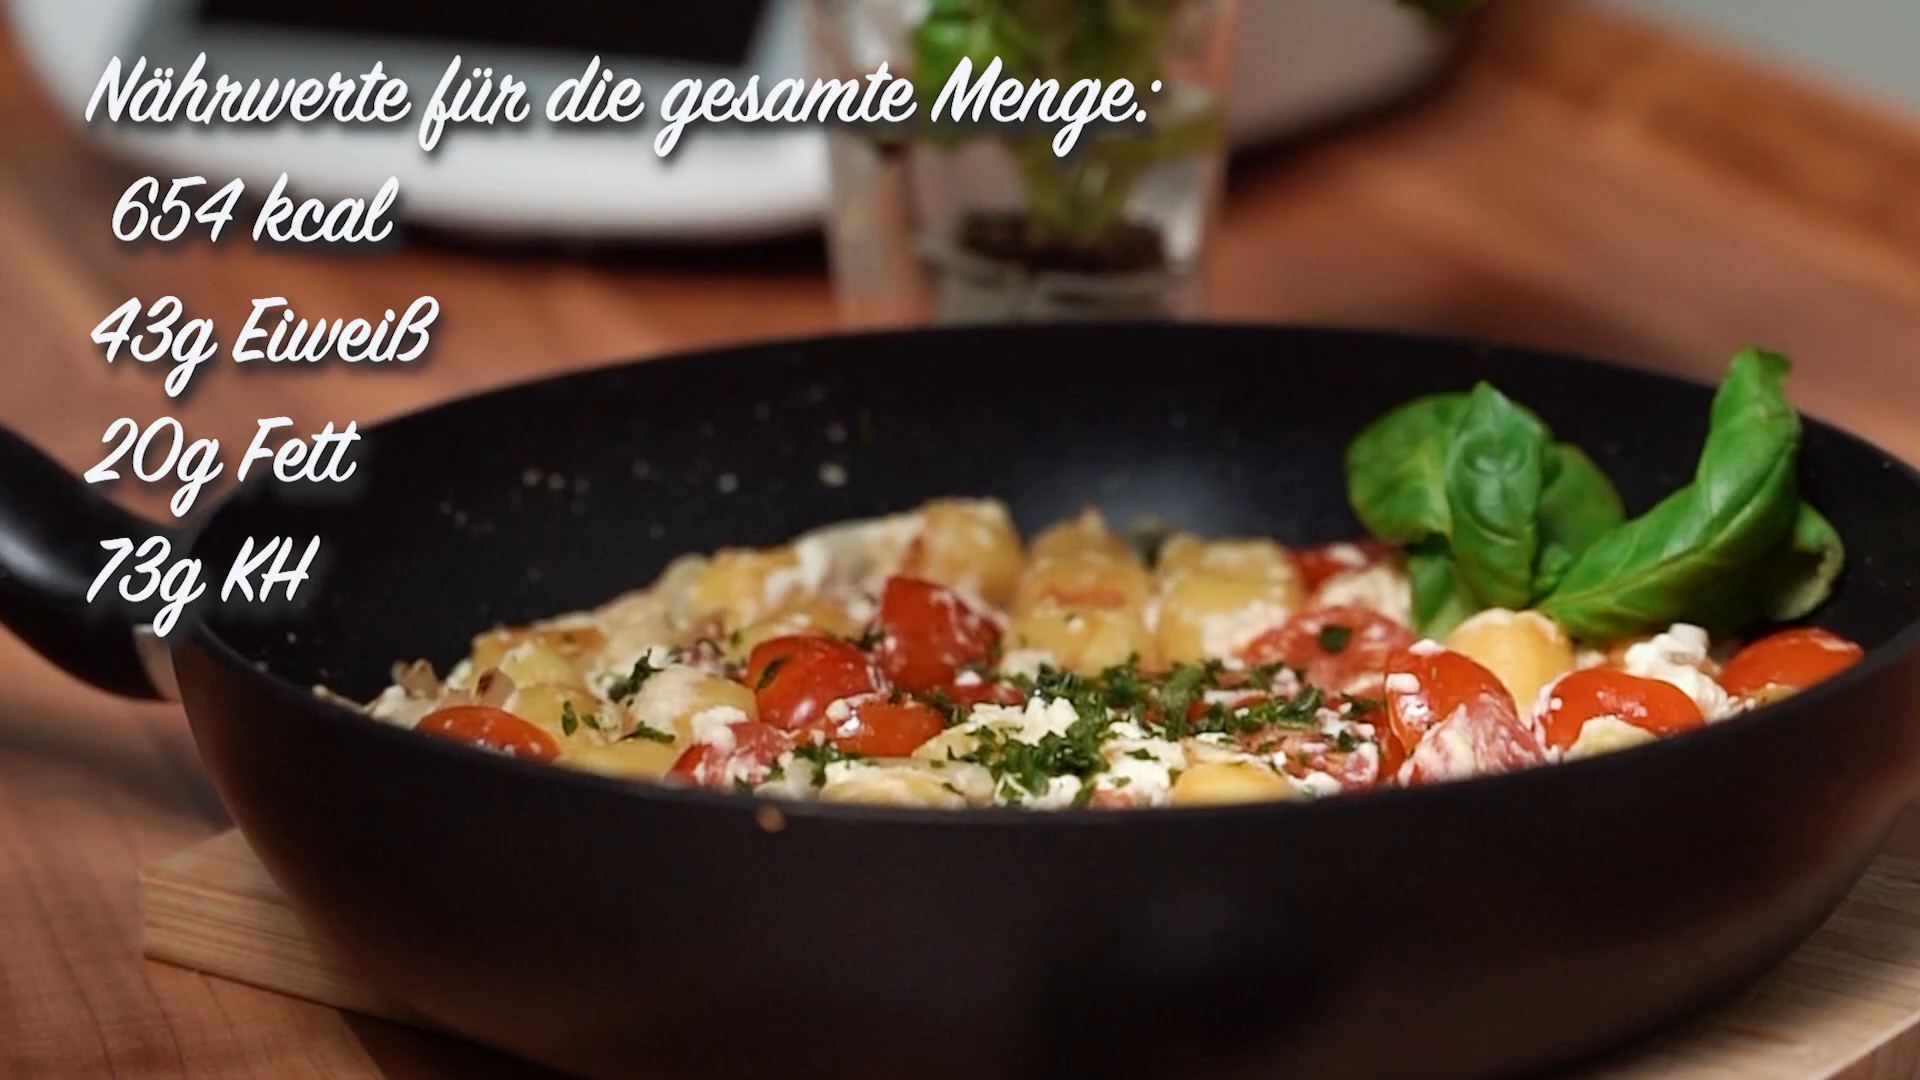 Nährwerte für die gesamte Menge:
654 kcal
43g Eiweiß
20g Fett
73g KH